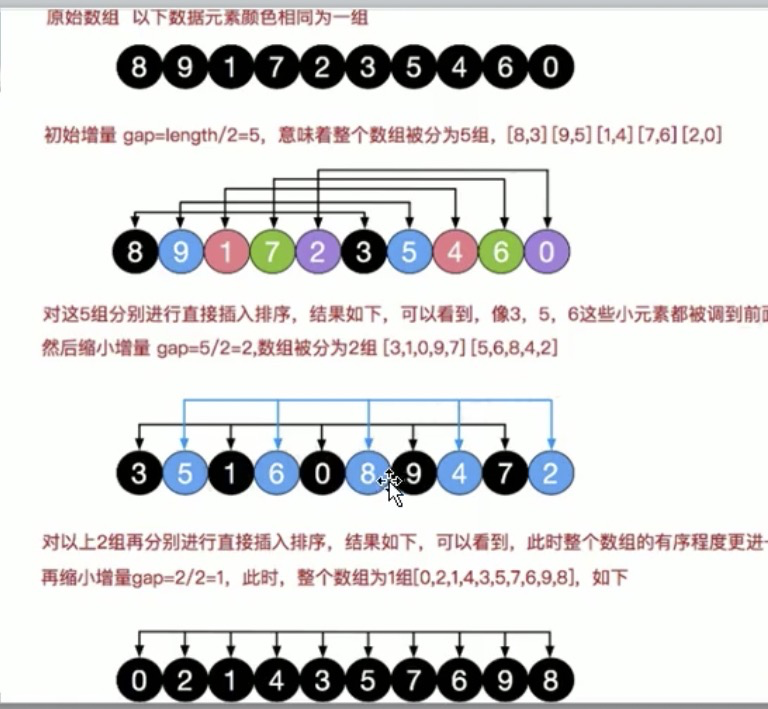 原始数组 以下数据元素颜色相同为一组
8 9 1 7 2 3 5 4 6 0
初始增量 gap=length/2=5，意味着整个数组被分为5组，[8,3] [9,5] [1,4] [7,6] [2,0]
8 9 1 7 2 3 5 4 6 0
对这5组分别进行直接插入排序，结果如下，可以看到，像3，5，6这些小元素都被调到前面
然后缩小增量 gap=5/2=2,数组被分为2组 [3,1,0,9,7] [5,6,8,4,2]
3 5 1 6 0 8 9 4 7 2
对以上2组再分别进行直接插入排序，结果如下，可以看到，此时整个数组的有序程度更进一
再缩小增量gap=2/2=1，此时，整个数组为1组[0,2,1,4,3,5,7,6,9,8]，如下
0 2 1 4 3 5 7 6 9 8